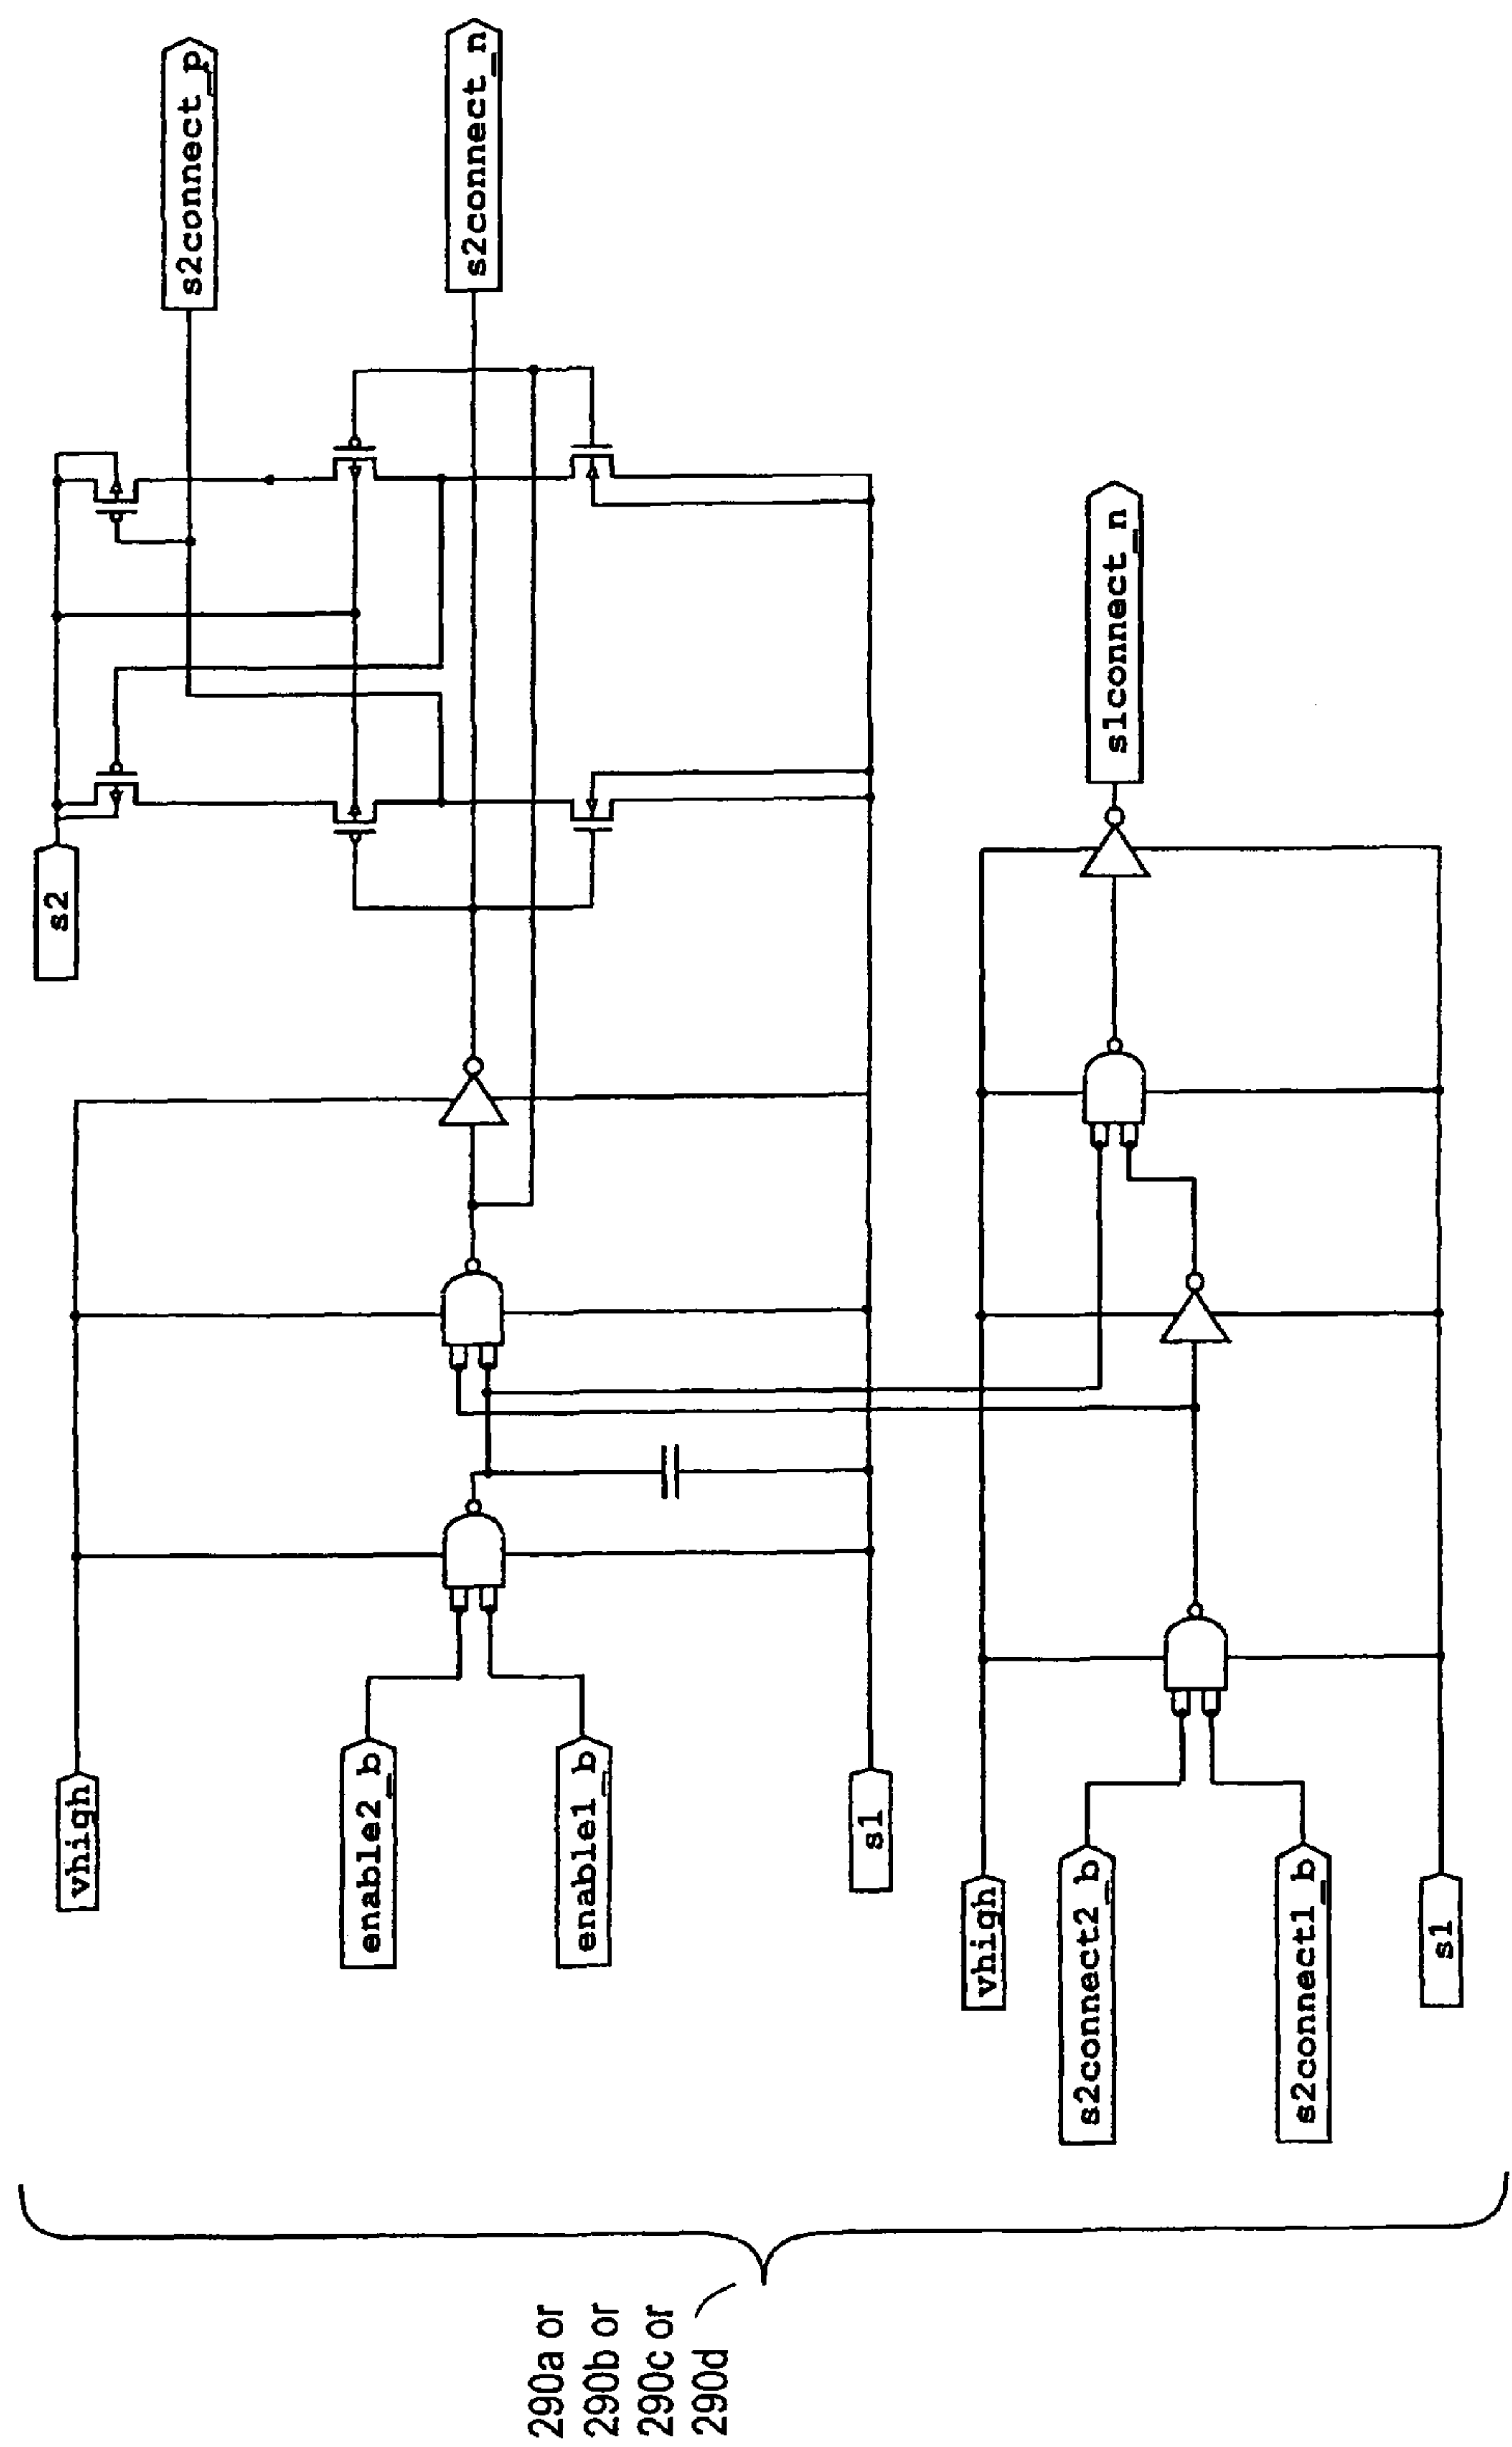 s2
s2connect_p
s2connect_n
vhigh
enable2_b
enable1_b
s1
vhigh
s2connect2_b
s2connect1_b
s1
s1connect_n
290a or
290b or
290c or
290d